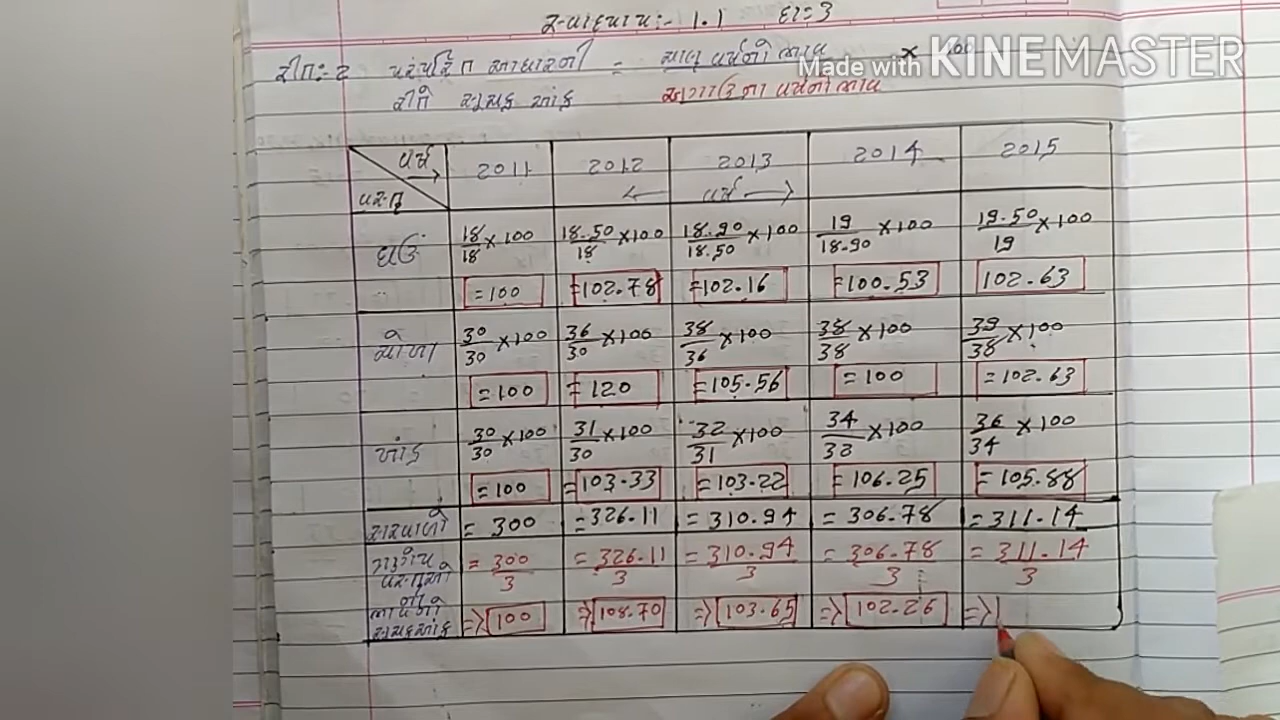 સ્વાધ્યાય:- 1.1 દા=3
રીત:-2 પરંપરિત આધારની = ચાલુ વર્ષનો ભાવ × 100
રીતે સૂચક આંક અગાઉના વર્ષનો ભાવ
Made with KINEMASTER
વર્ષ → 2011 2012 2013 2014 2015
વસ્તુ ← વર્ષ →
ઘઉં 18/18 × 100 18.50/18 × 100 18.90/18.50 × 100 19/18.90 × 100 19.50/19 × 100
= 100 =102.78 =102.16 =100.53 102.63
ચોખા 30/30 × 100 36/30 × 100 38/36 × 100 38/38 × 100 39/38 × 100
= 100 = 120 =105.56 = 100 = 102.63
ખાંડ 30/30 × 100 31/30 × 100 32/31 × 100 34/32 × 100 36/34 × 100
= 100 =103.33 =103.22 = 106.25 = 105.88
સરવાળો = 300 =326.11 = 310.94 = 306.78 = 311.14
= 300/3 = 326.11/3 = 310.94/3 = 306.78/3 = 311.14/3
ભાવનો
સૂચકઆંક => 100 => 108.70 => 103.65 => 102.26 =>